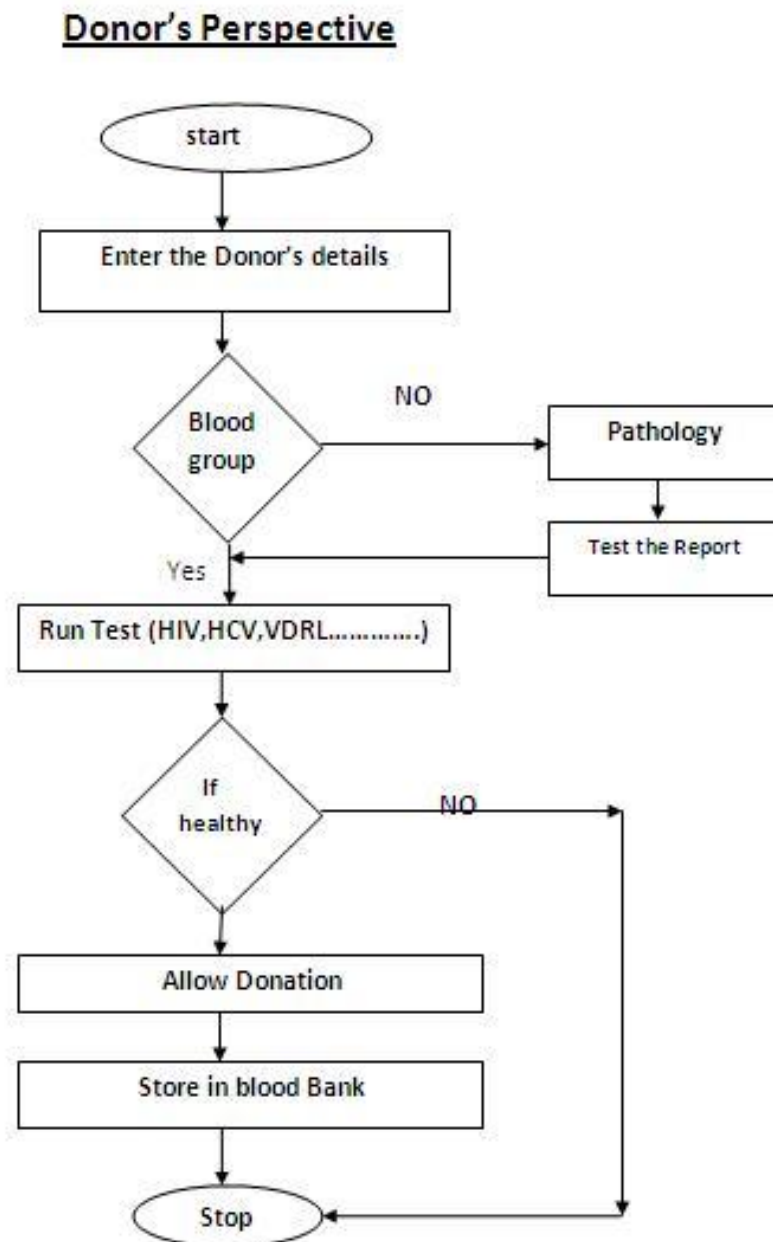 Donor's Perspective
start
Enter the Donor's details
Blood
group
NO
Pathology
Test the Report
Yes
Run Test (HIV,HCV,VDRL.............)
If
healthy
NO
Allow Donation
Store in blood Bank
Stop